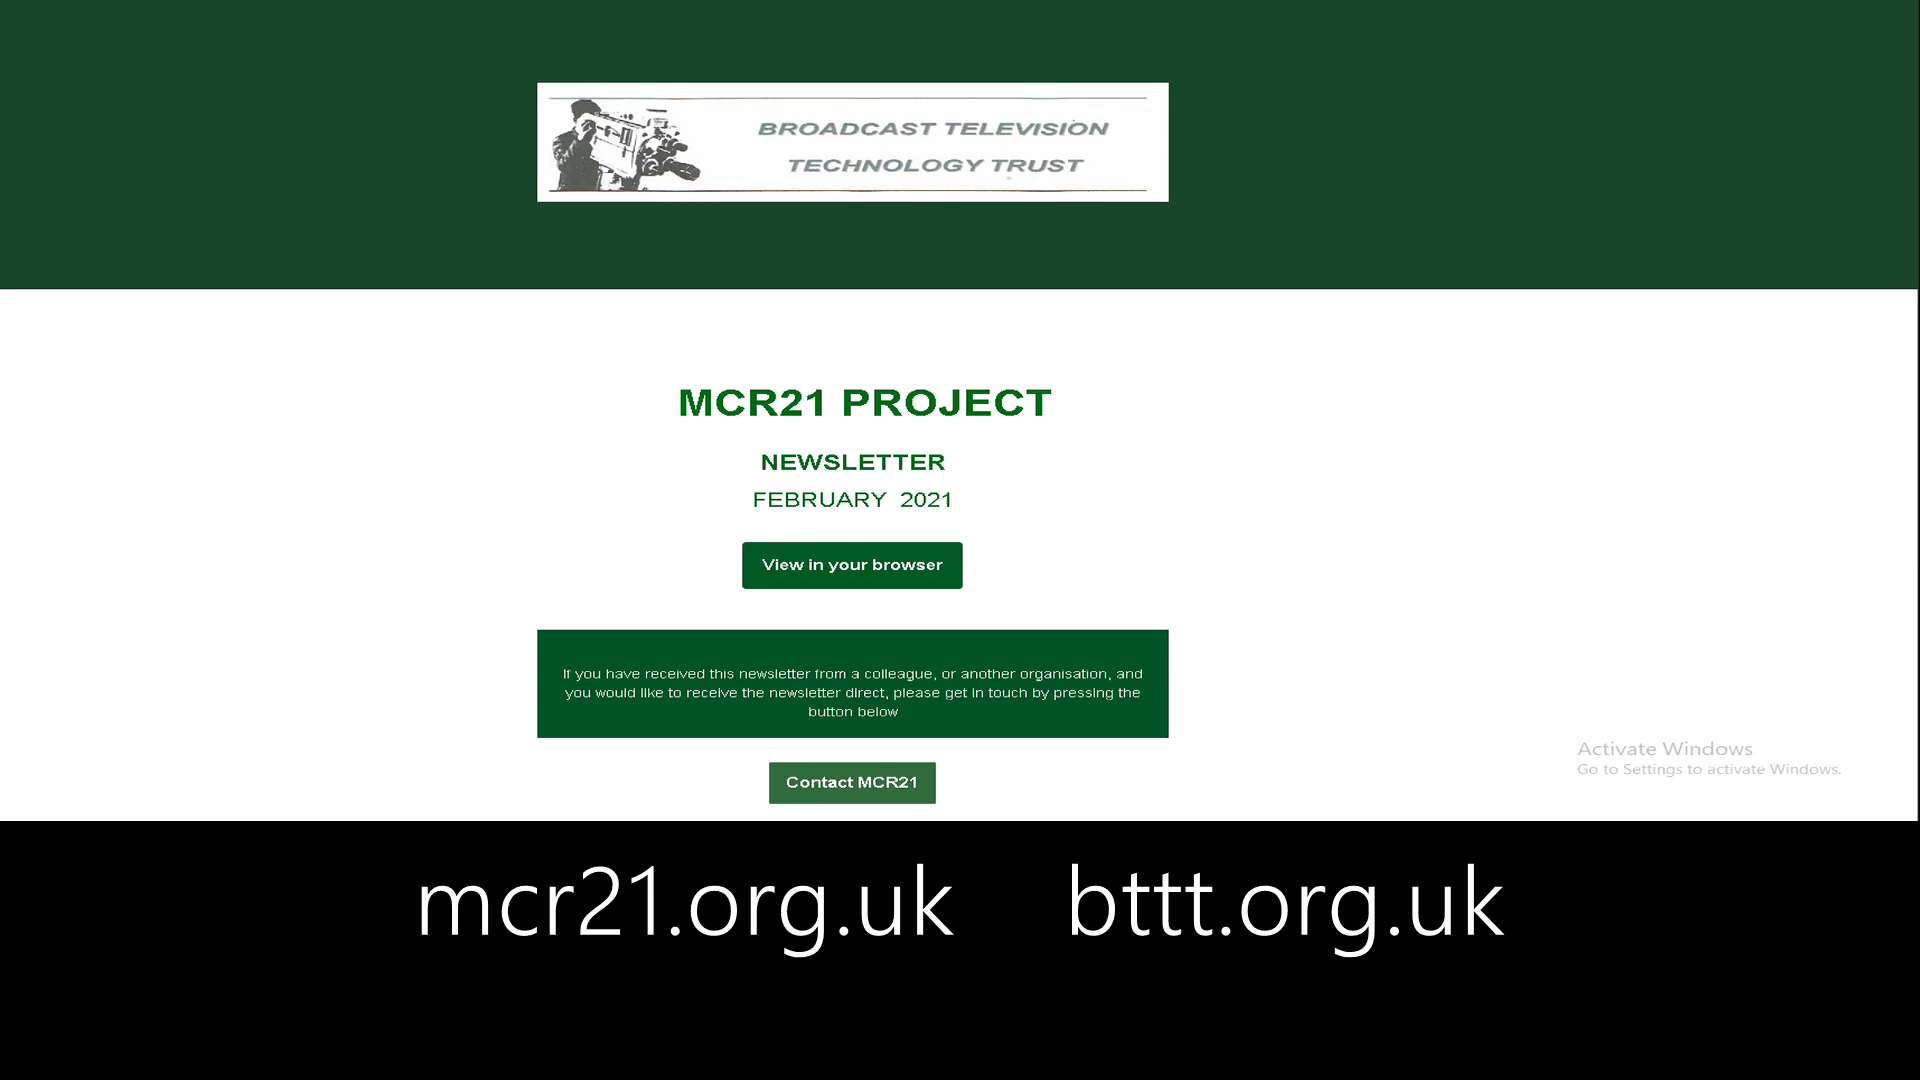 BROADCAST TELEVISION
TECHNOLOGY TRUST
MCR21 PROJECT
NEWSLETTER
FEBRUARY 2021
View in your browser
If you have received this newsletter from a colleague, or another organisation, and
you would like to receive the newsletter direct, please get in touch by pressing the
button below
Contact MCR21
Activate Windows
Go to Settings to activate Windows.
mcr21.org.uk bttt.org.uk